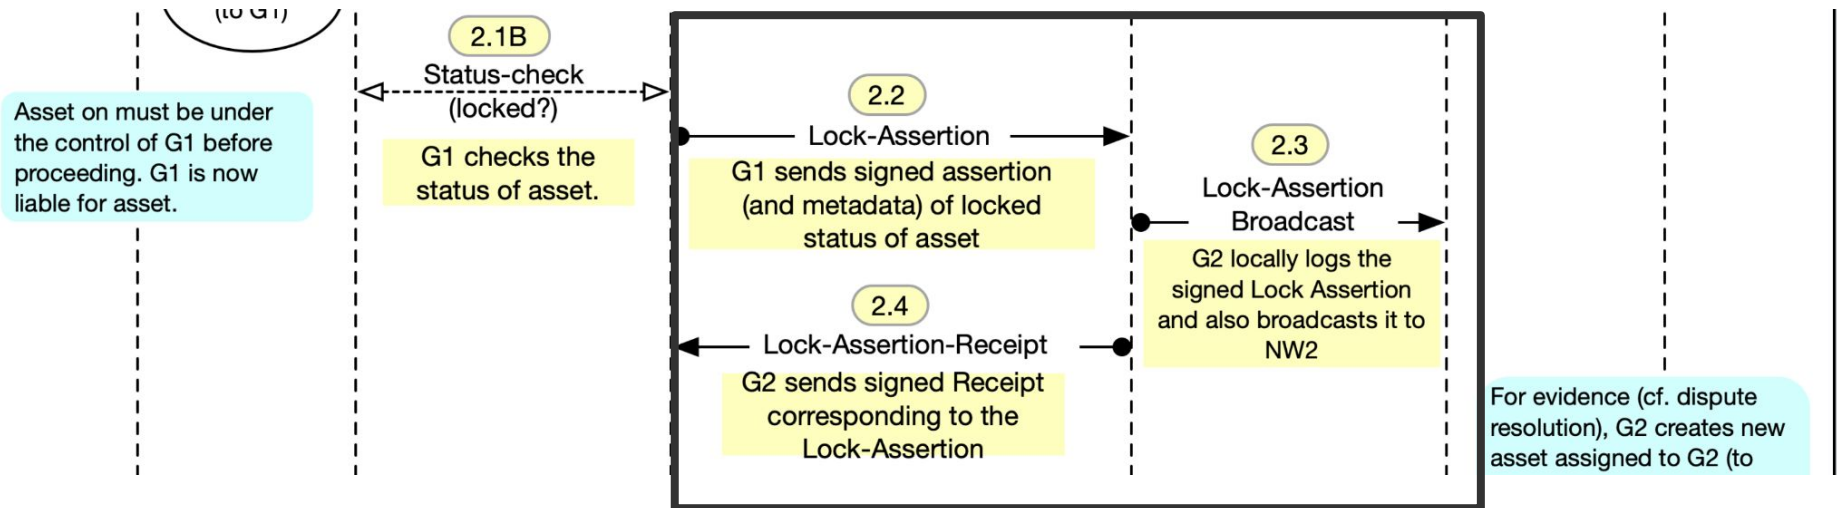 (to G1)
Asset on must be under
the control of G1 before
proceeding. G1 is now
liable for asset.
2.1B
Status-check
(locked?)
G1 checks the
status of asset.
2.2
Lock-Assertion
G1 sends signed assertion
(and metadata) of locked
status of asset
2.3
Lock-Assertion
Broadcast
G2 locally logs the
signed Lock Assertion
and also broadcasts it to
NW2
2.4
Lock-Assertion-Receipt
G2 sends signed Receipt
corresponding to the
Lock-Assertion
For evidence (cf. dispute
resolution), G2 creates new
asset assigned to G2 (to